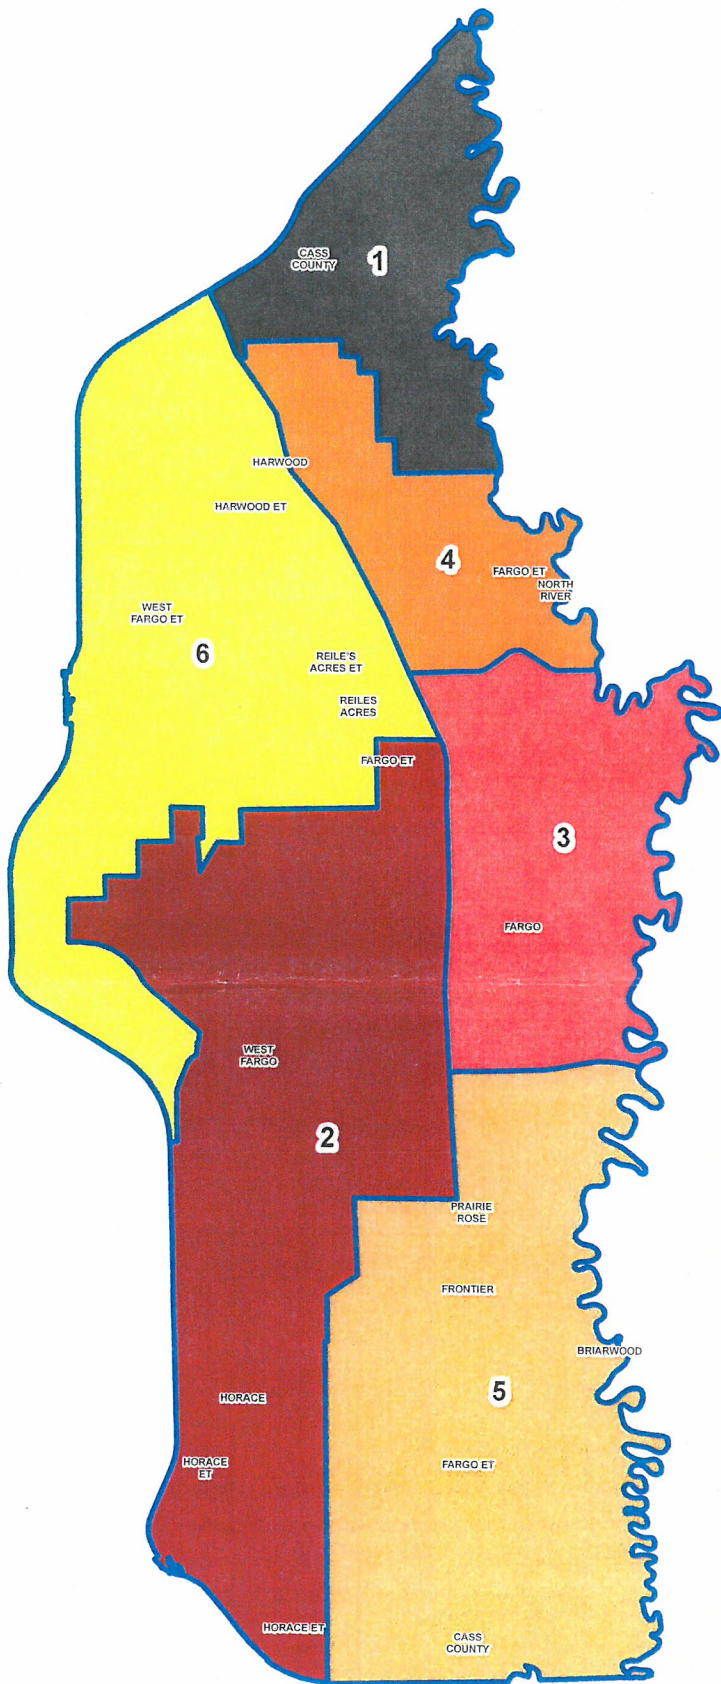 CASS
COUNTY
1
HARWOOD
HARWOOD ET
4
FARGO ET
NORTH
RIVER
WEST
FARGO ET
6
REILE'S
ACRES ET
REILES
ACRES
FARGO ET
3
FARGO
WEST
FARGO
2
PRAIRIE
ROSE
FRONTIER
BRIARWOOD
5
HORACE
HORACE
ET
FARGO ET
HORACE ET
CASS
COUNTY